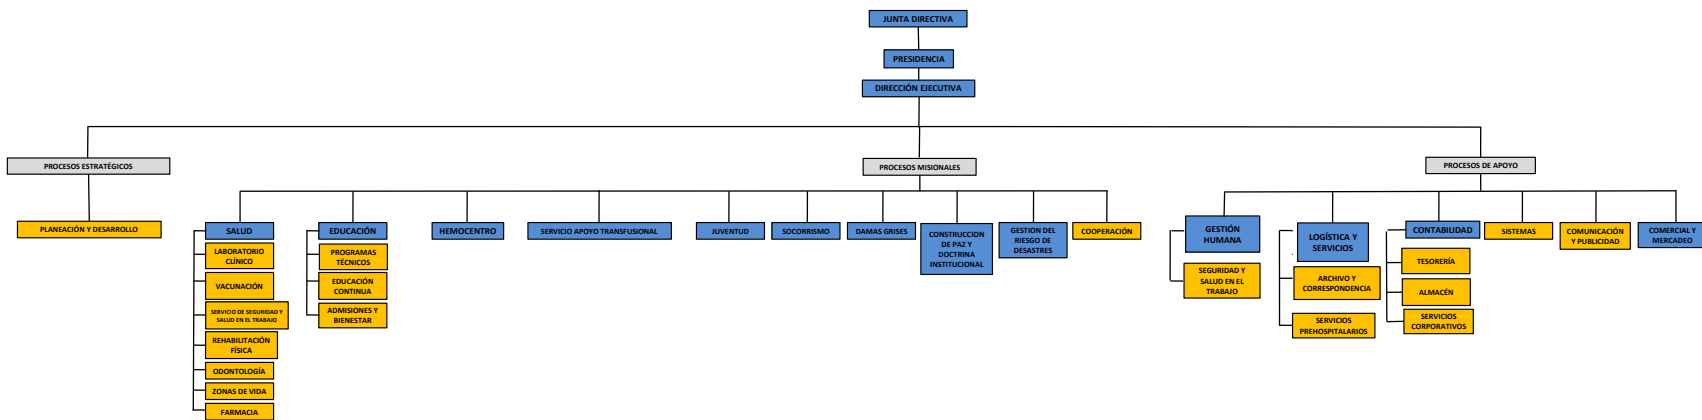 JUNTA DIRECTIVA
PRESIDENCIA
DIRECCIÓN EJECUTIVA
PROCESOS ESTRATÉGICOS
PROCESOS MISIONALES
PROCESOS DE APOYO
PLANEACIÓN Y DESARROLLO
SALUD
LABORATORIO
CLÍNICO
VACUNACIÓN
SERVICIO DE SEGURIDAD Y
SALUD EN EL TRABAJO
REHABILITACIÓN
FÍSICA
ODONTOLOGÍA
ZONAS DE VIDA
FARMACIA
EDUCACIÓN
PROGRAMAS
TÉCNICOS
EDUCACIÓN
CONTINUA
ADMISIONES Y
BIENESTAR
HEMOCENTRO
SERVICIO APOYO TRANSFUSIONAL
JUVENTUD
SOCORRISMO
DAMAS GRISES
CONSTRUCCION
DE PAZ Y
DOCTRINA
INSTITUCIONAL
GESTION DEL
RIESGO DE
DESASTRES
COOPERACIÓN
GESTIÓN
HUMANA
SEGURIDAD Y
SALUD EN EL
TRABAJO
LOGÍSTICA Y
SERVICIOS
ARCHIVO Y
CORRESPONDENCIA
SERVICIOS
PREHOSPITALARIOS
CONTABILIDAD
TESORERÍA
ALMACÉN
SERVICIOS
CORPORATIVOS
SISTEMAS
COMUNICACIÓN
Y PUBLICIDAD
COMERCIAL Y
MERCADEO